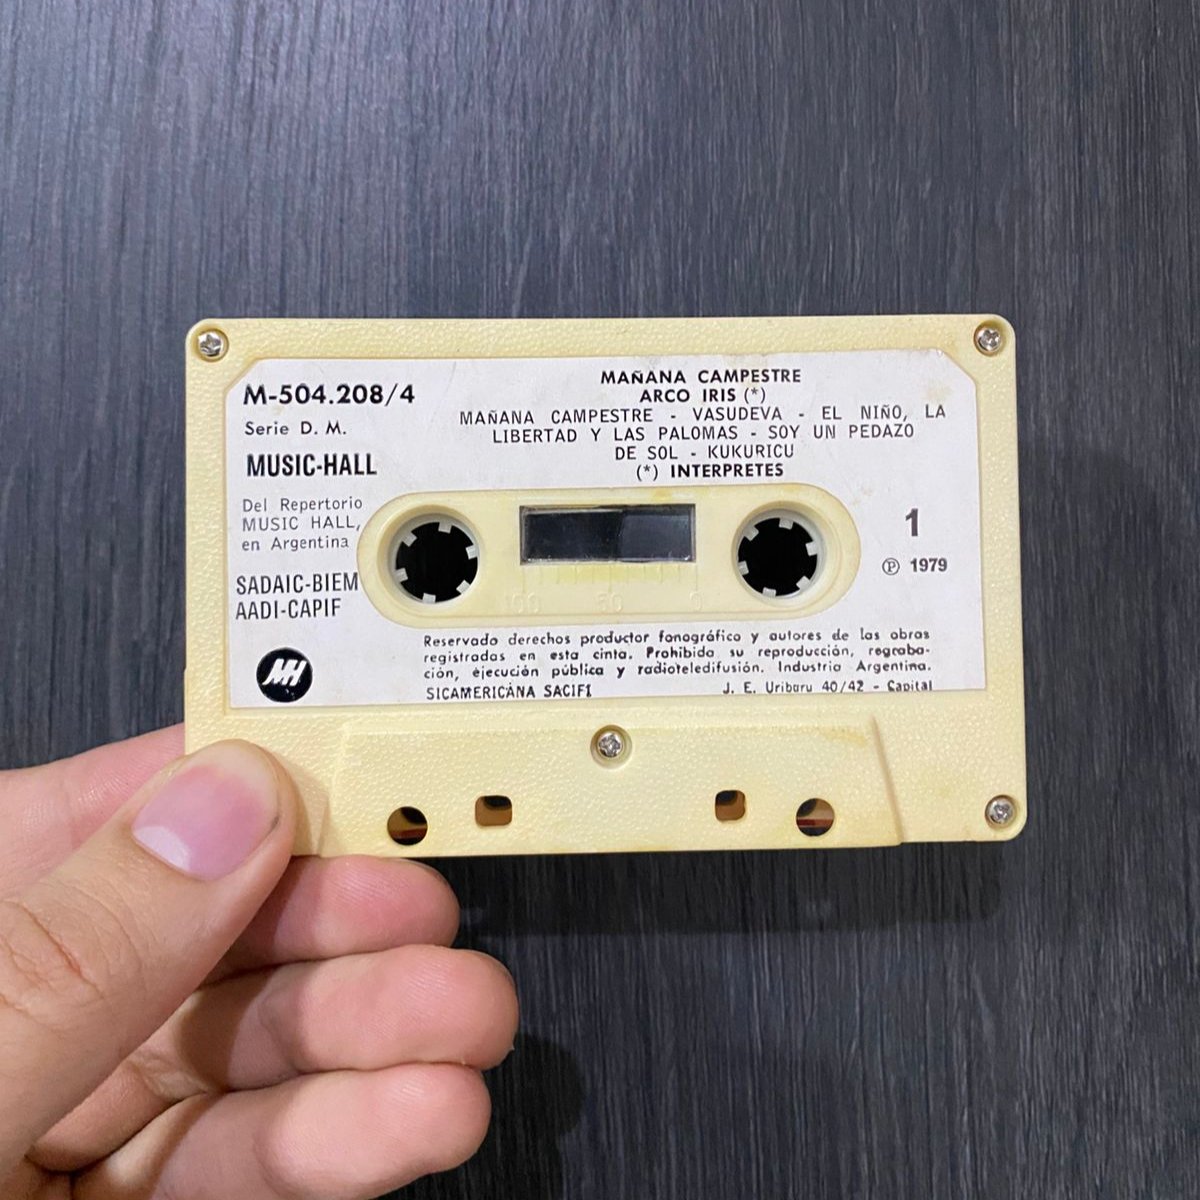 M-504.208/4
Serie D. M.
MUSIC-HALL
Del Repertorio
MUSIC HALL,
en Argentina
SADAIC-BIEM
AADI-CAPIF
MH
MAÑANA CAMPESTRE
ARCO IRIS (*)
MAÑANA CAMPESTRE - VASUDEVA - EL NIÑO, LA
LIBERTAD Y LAS PALOMAS - SOY UN PEDAZO
DE SOL - KUKURICU
(*) INTERPRETES
1
Ⓟ 1979
100 50 0
Reservado derechos productor fonográfico y autores de las obras
registradas en esta cinta. Prohibida su reproducción, regraba-
ción, ejecución pública y radioteledifusión. Industria Argentina.
SICAMERICANA SACIFI J. E. Uriburu 40/42 - Capital